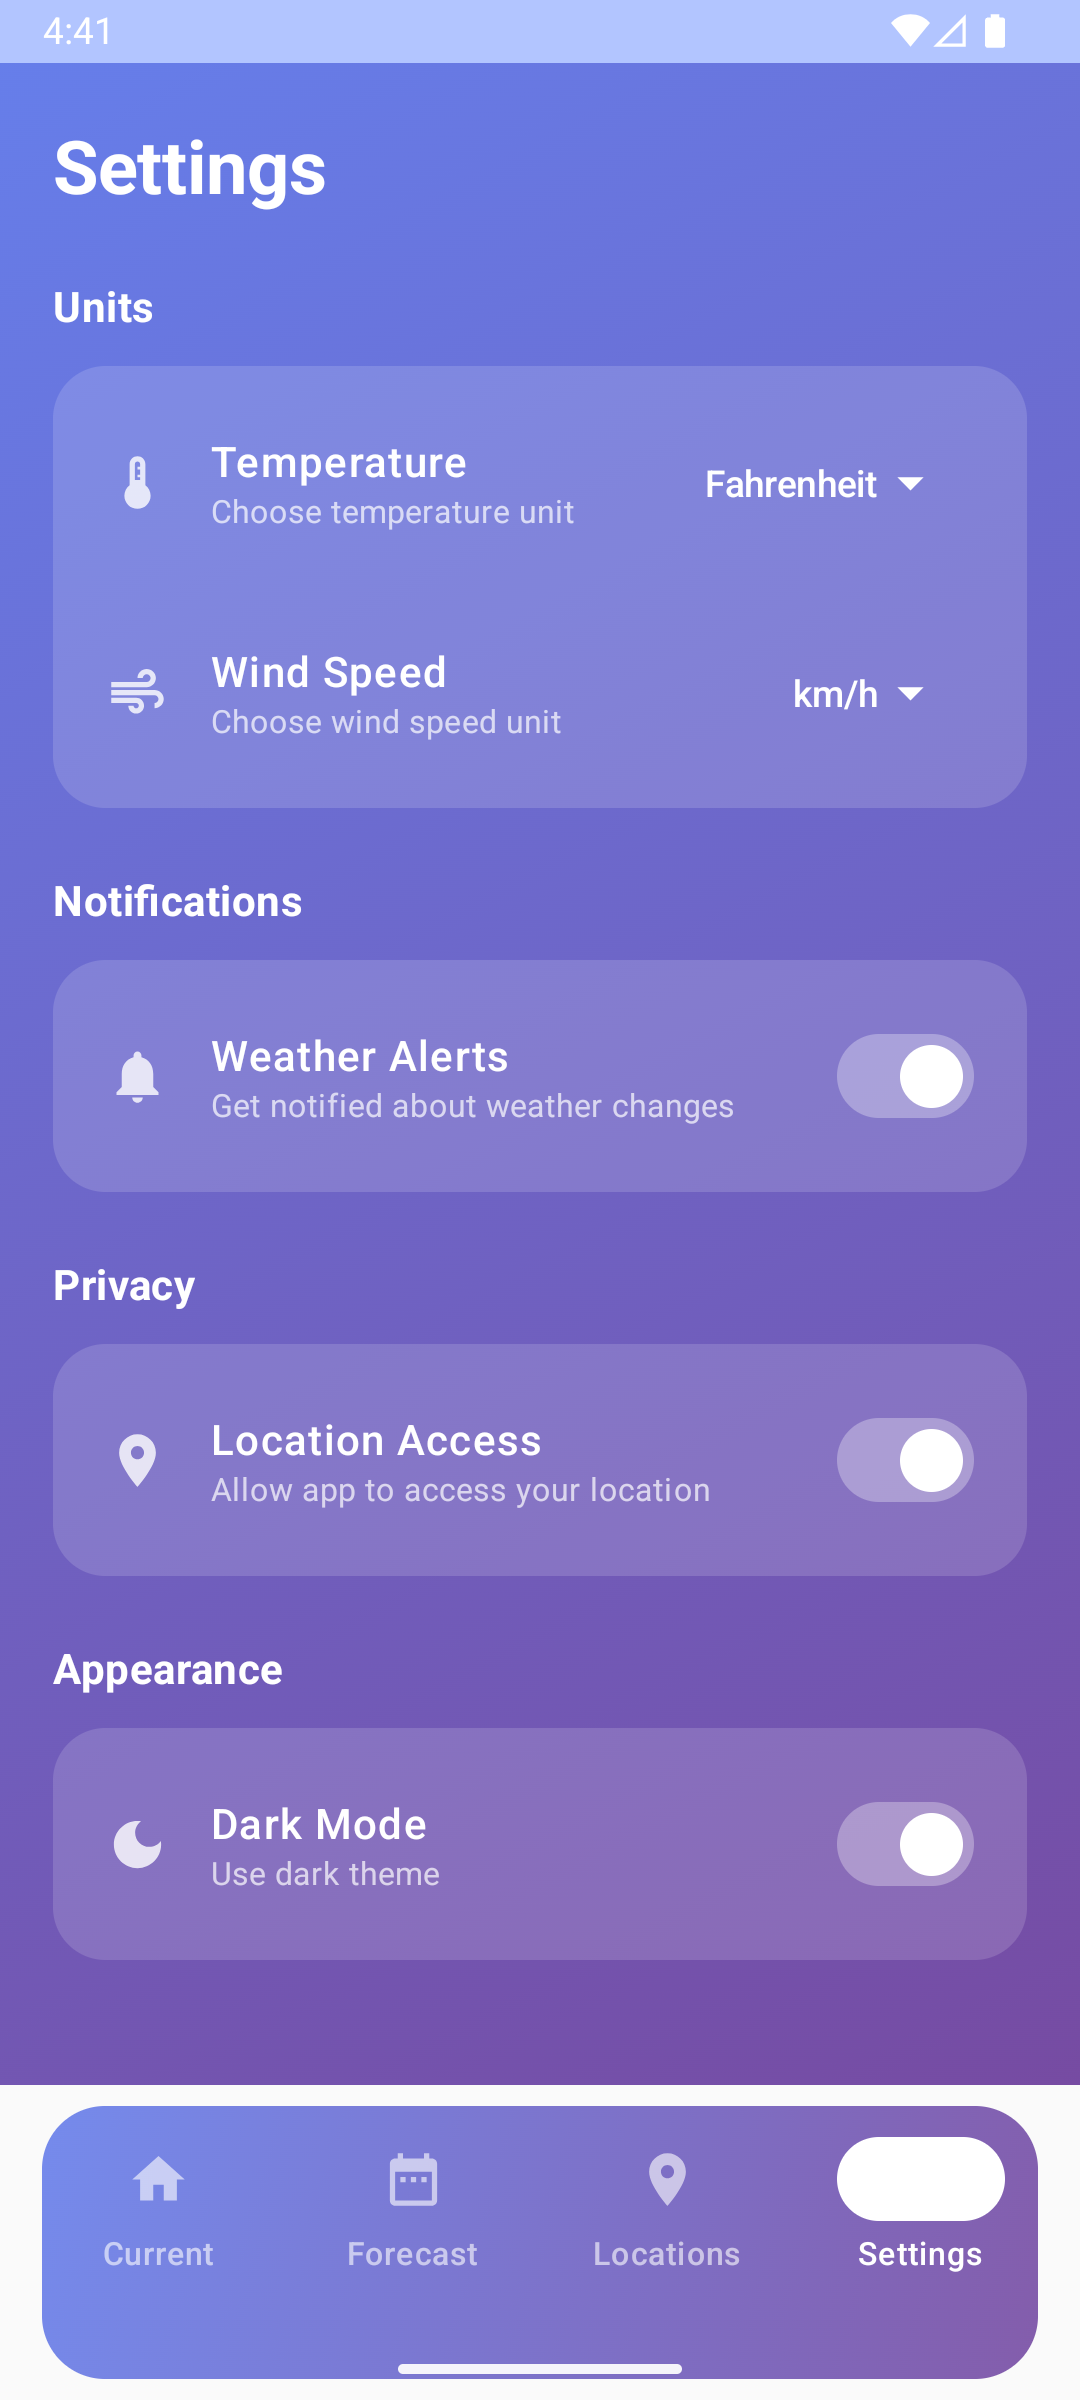 4:41
Settings
Units
Temperature
Choose temperature unit
Fahrenheit
Wind Speed
Choose wind speed unit
km/h
Notifications
Weather Alerts
Get notified about weather changes
Privacy
Location Access
Allow app to access your location
Appearance
Dark Mode
Use dark theme
Current
Forecast
Locations
Settings